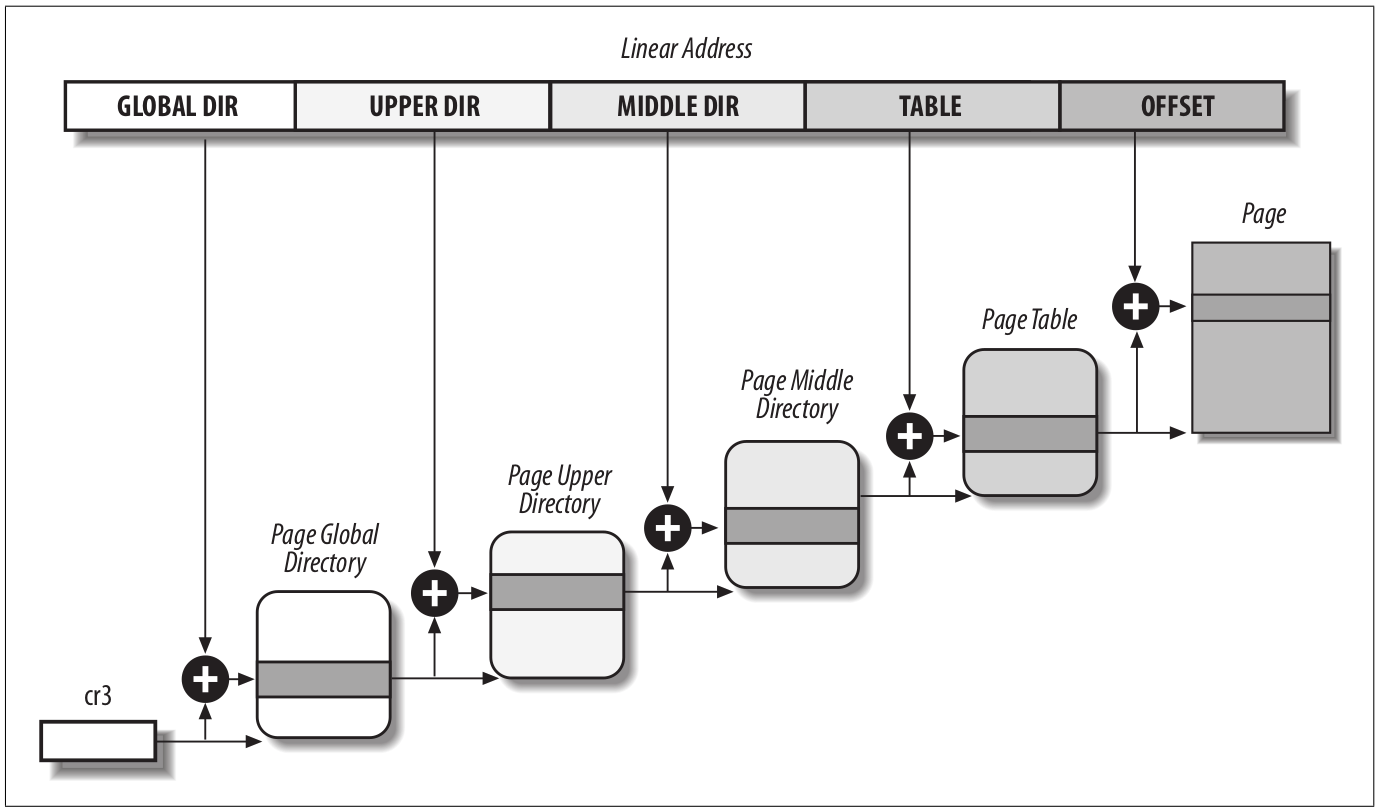 Linear Address
GLOBAL DIR
UPPER DIR
MIDDLE DIR
TABLE
OFFSET
Page
Page Table
Page Middle
Directory
Page Upper
Directory
Page Global
Directory
cr3